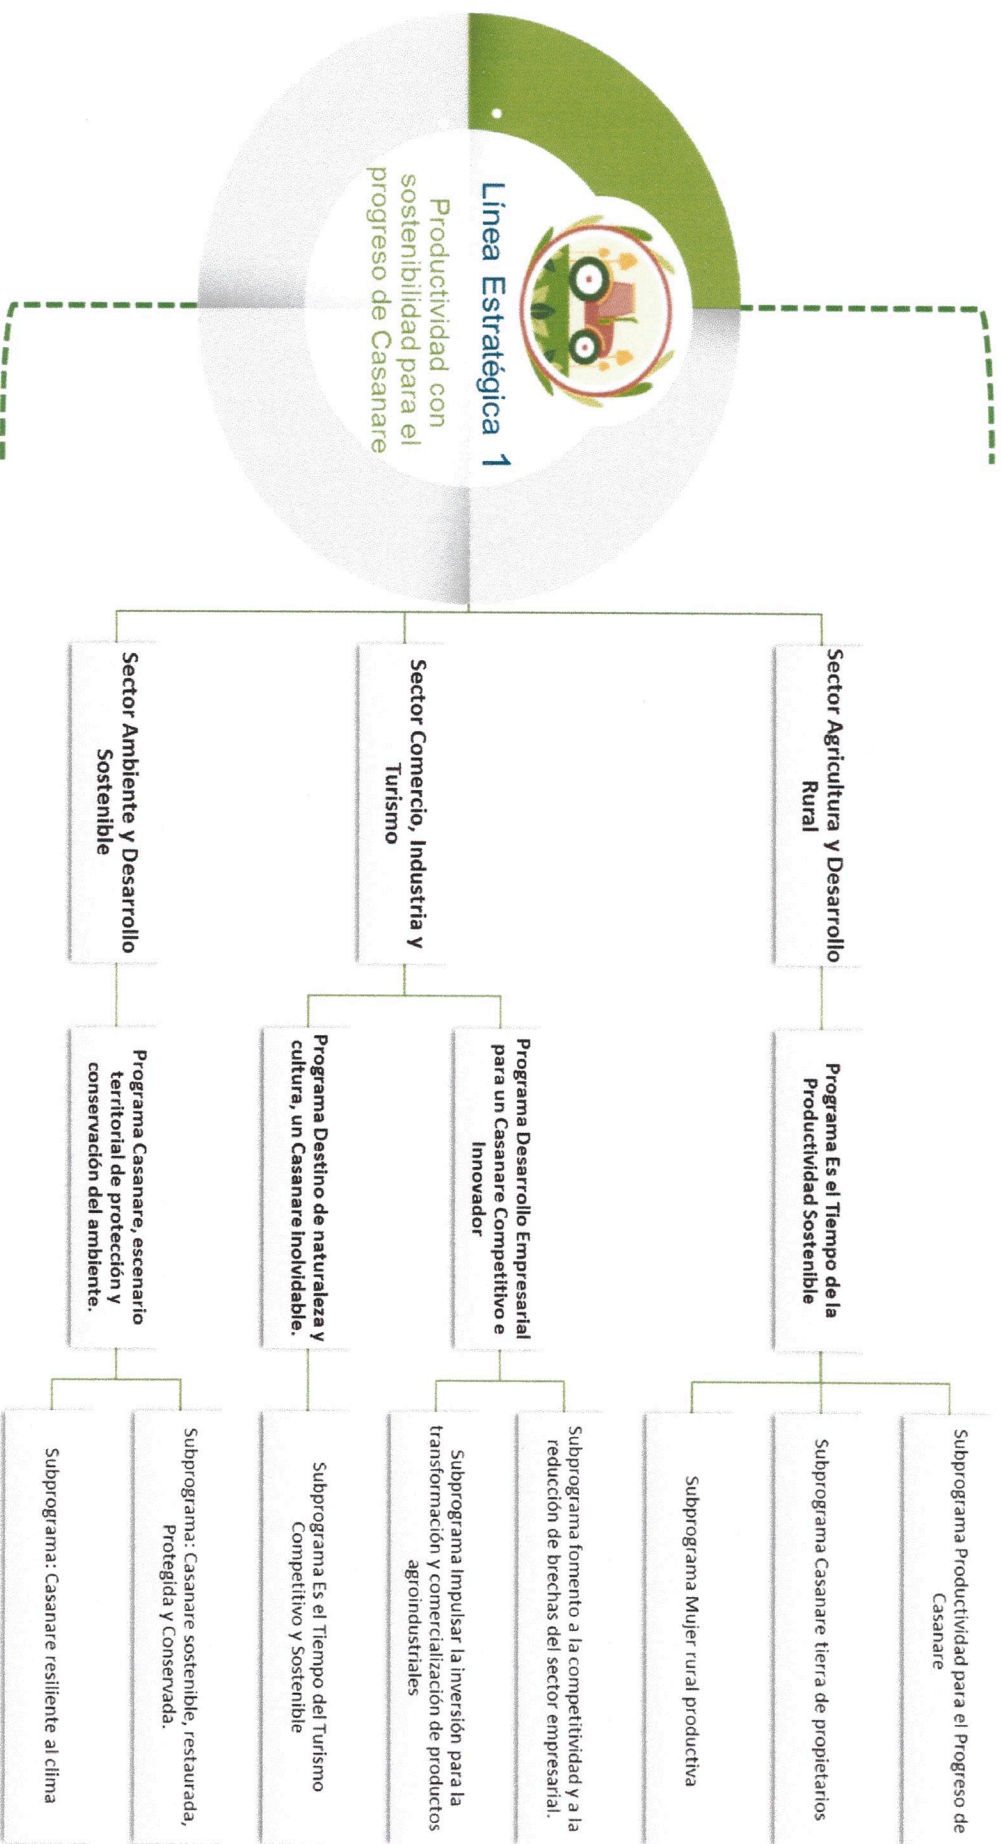 Línea Estratégica 1
Productividad con
sostenibilidad para el
progreso de Casanare
Sector Agricultura y Desarrollo
Rural
Programa Es el Tiempo de la
Productividad Sostenible
Subprograma Productividad para el Progreso de
Casanare
Subprograma Casanare tierra de propietarios
Subprograma Mujer rural productiva
Sector Comercio, Industria y
Turismo
Programa Desarrollo Empresarial
para un Casanare Competitivo e
Innovador
Subprograma fomento a la competitividad y a la
reducción de brechas del sector empresarial.
Subprograma Impulsar la inversión para la
transformación y comercialización de productos
agroindustriales
Programa Destino de naturaleza y
cultura, un Casanare inolvidable.
Subprograma Es el Tiempo del Turismo
Competitivo y Sostenible
Sector Ambiente y Desarrollo
Sostenible
Programa Casanare, escenario
territorial de protección y
conservación del ambiente.
Subprograma: Casanare sostenible, restaurada,
Protegida y Conservada.
Subprograma: Casanare resiliente al clima